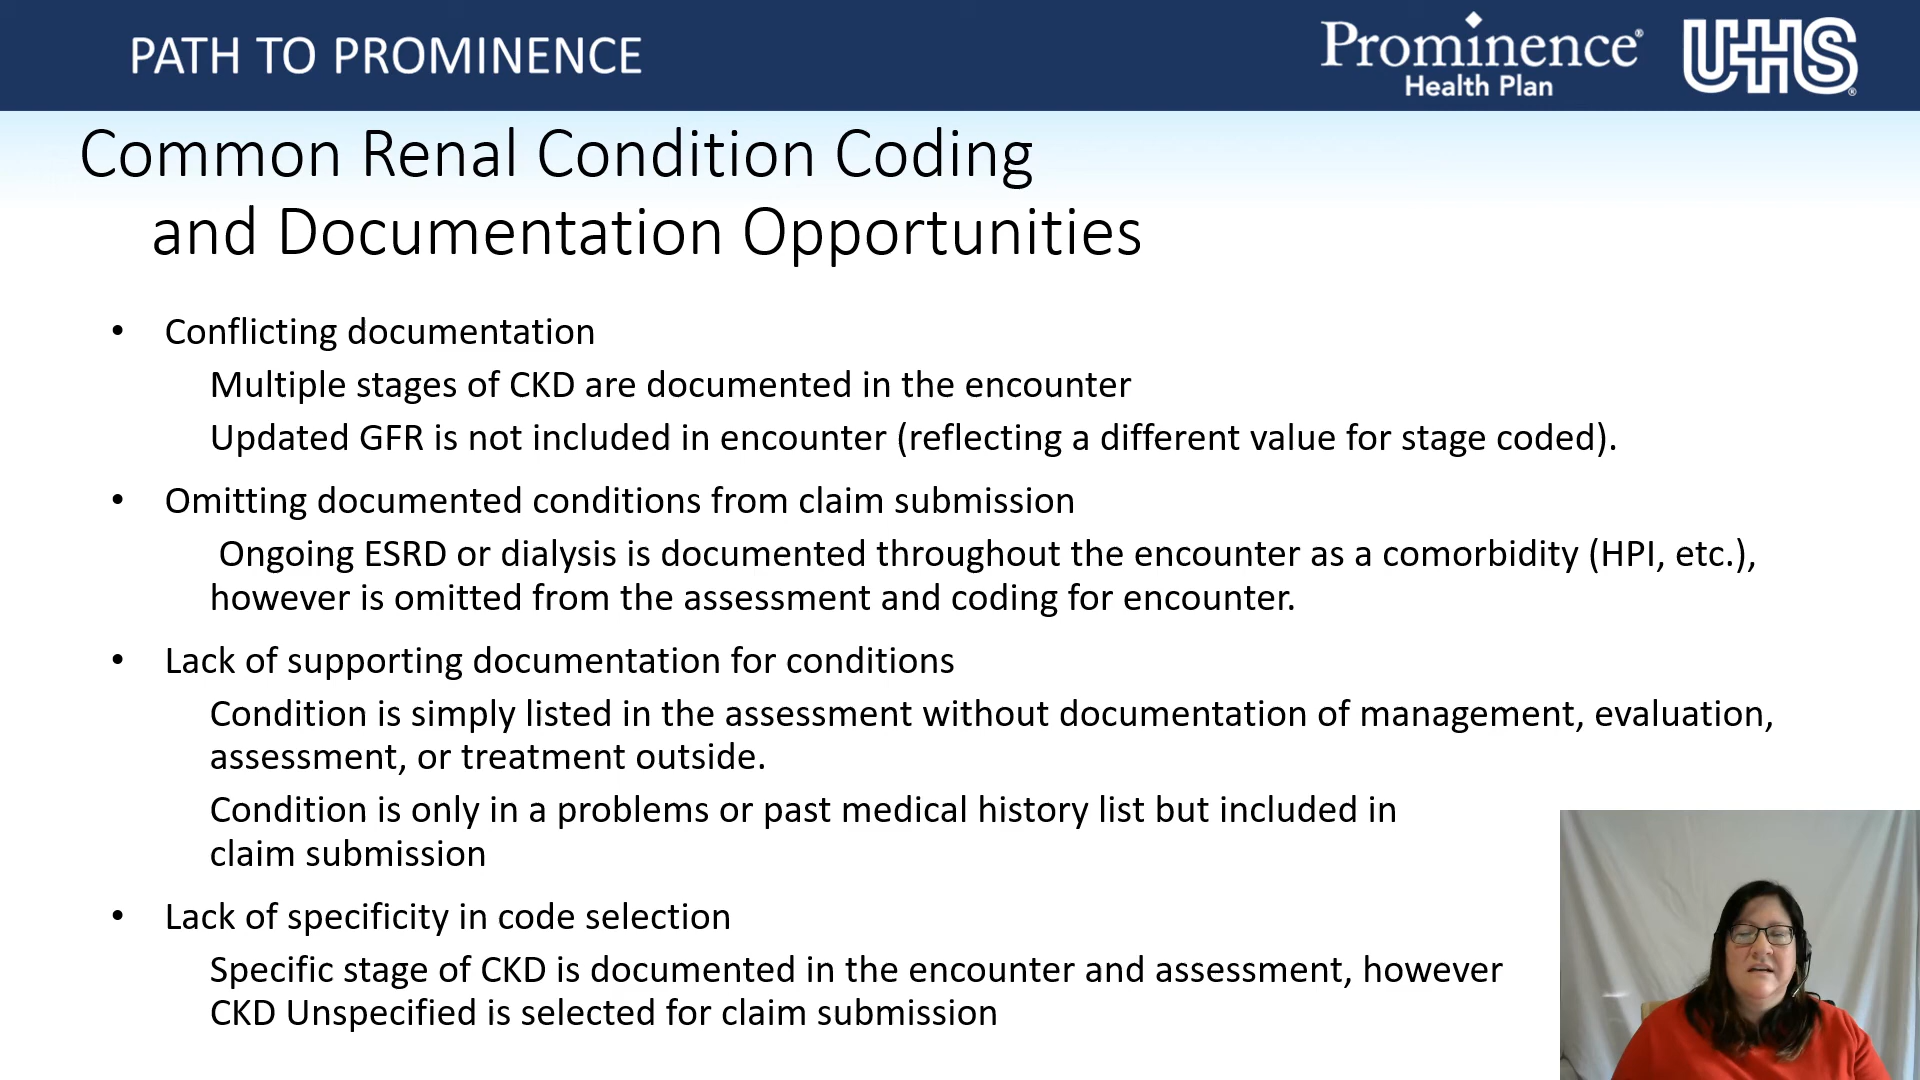 PATH TO PROMINENCE
Prominence®
Health Plan
UHS®
Common Renal Condition Coding
and Documentation Opportunities
• Conflicting documentation
Multiple stages of CKD are documented in the encounter
Updated GFR is not included in encounter (reflecting a different value for stage coded).
• Omitting documented conditions from claim submission
Ongoing ESRD or dialysis is documented throughout the encounter as a comorbidity (HPI, etc.),
however is omitted from the assessment and coding for encounter.
• Lack of supporting documentation for conditions
Condition is simply listed in the assessment without documentation of management, evaluation,
assessment, or treatment outside.
Condition is only in a problems or past medical history list but included in
claim submission
• Lack of specificity in code selection
Specific stage of CKD is documented in the encounter and assessment, however
CKD Unspecified is selected for claim submission